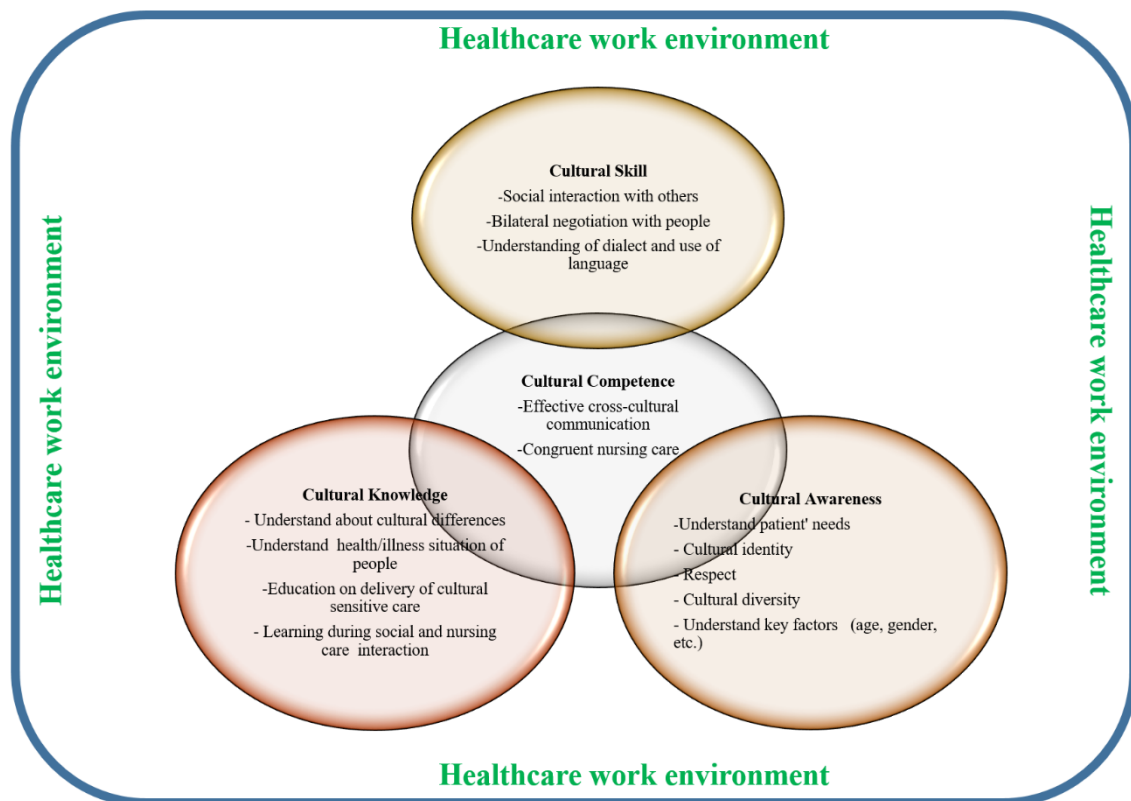 Healthcare work environment
Healthcare work environment
Healthcare work environment
Cultural Skill
-Social interaction with others
-Bilateral negotiation with people
-Understanding of dialect and use of
language
Cultural Competence
-Effective cross-cultural
communication
-Congruent nursing care
Cultural Knowledge
- Understand about cultural differences
-Understand health/illness situation of
people
-Education on delivery of cultural
sensitive care
- Learning during social and nursing
care interaction
Cultural Awareness
-Understand patient' needs
- Cultural identity
- Respect
- Cultural diversity
- Understand key factors (age, gender,
etc.)
Healthcare work environment